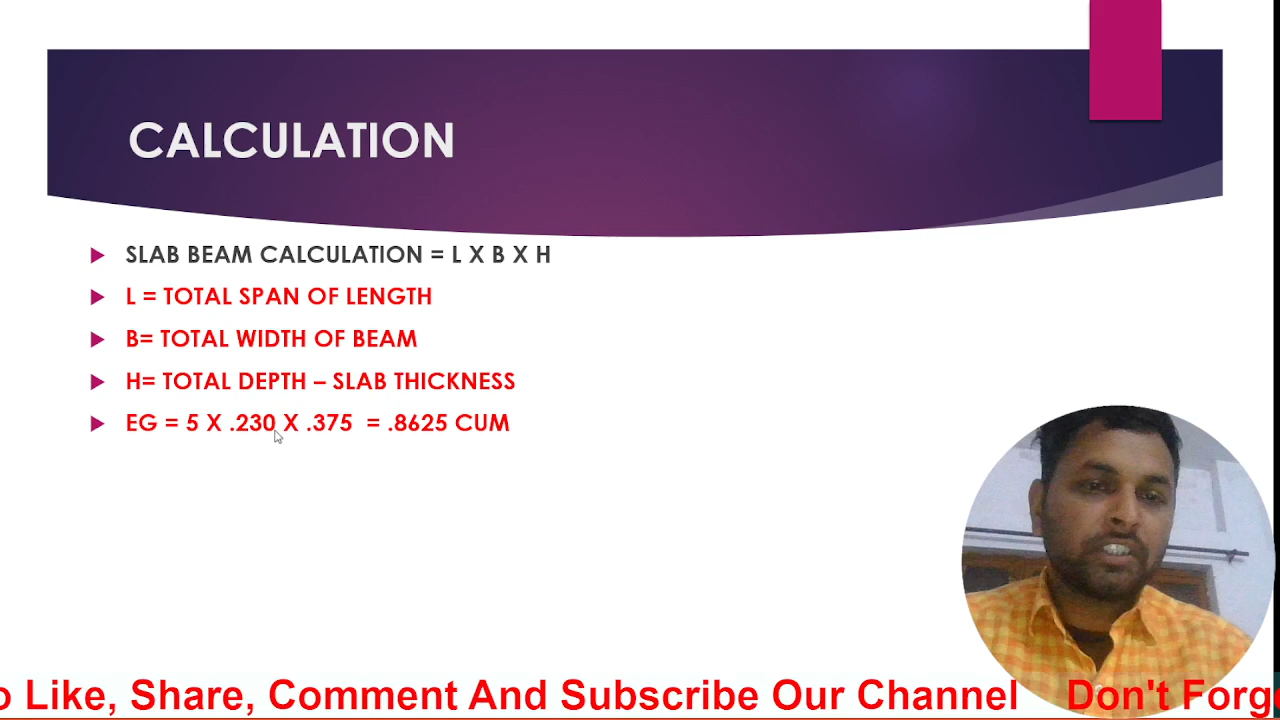 CALCULATION
SLAB BEAM CALCULATION = L X B X H
L = TOTAL SPAN OF LENGTH
B= TOTAL WIDTH OF BEAM
H= TOTAL DEPTH – SLAB THICKNESS
EG = 5 X .230 X .375 = .8625 CUM
o Like, Share, Comment And Subscribe Our Channel Don't Forg